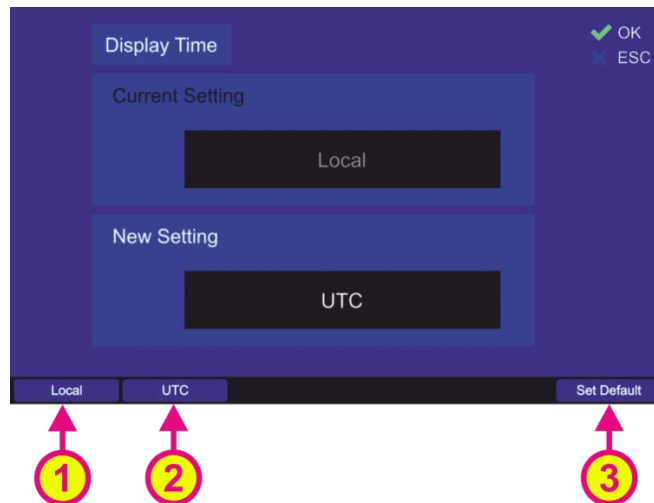 Display Time
OK
ESC
Current Setting
Local
New Setting
UTC
Local UTC Set Default
1 2 3